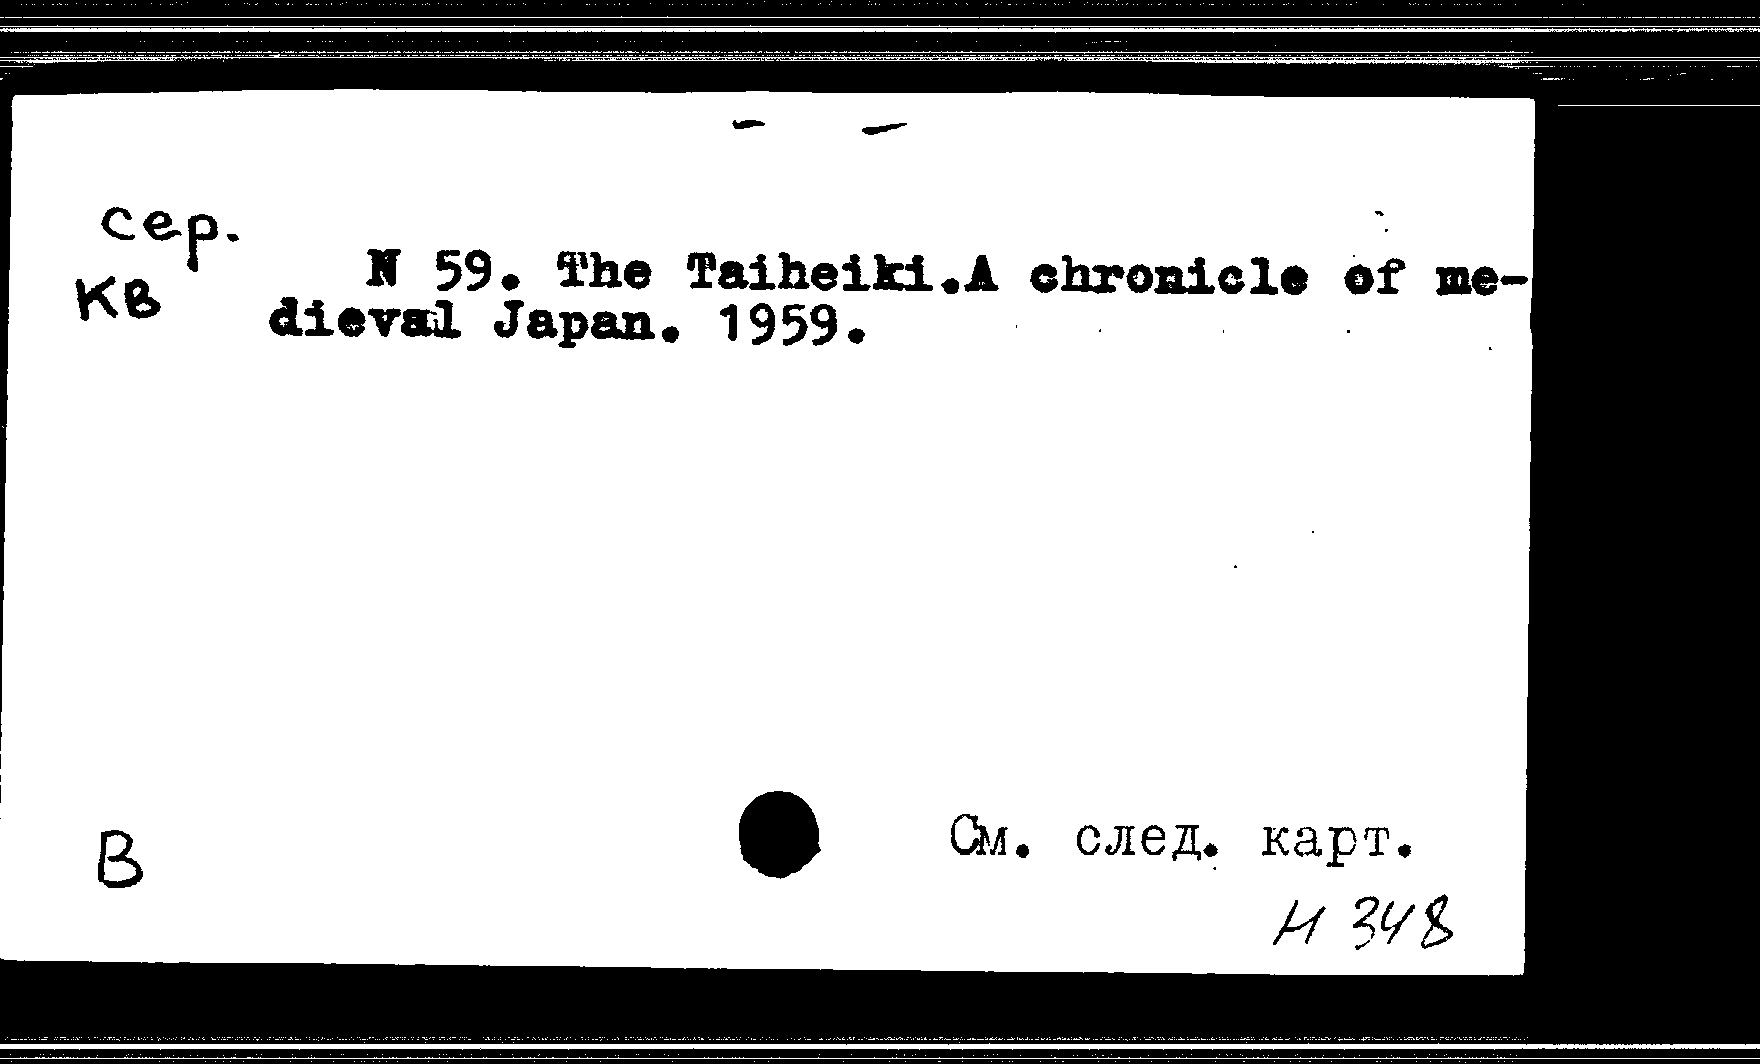 сер.
КВ
N 59. The Taiheiki.A chronicle of me-
dieval Japan. 1959.
В
См. след. карт.
И 348